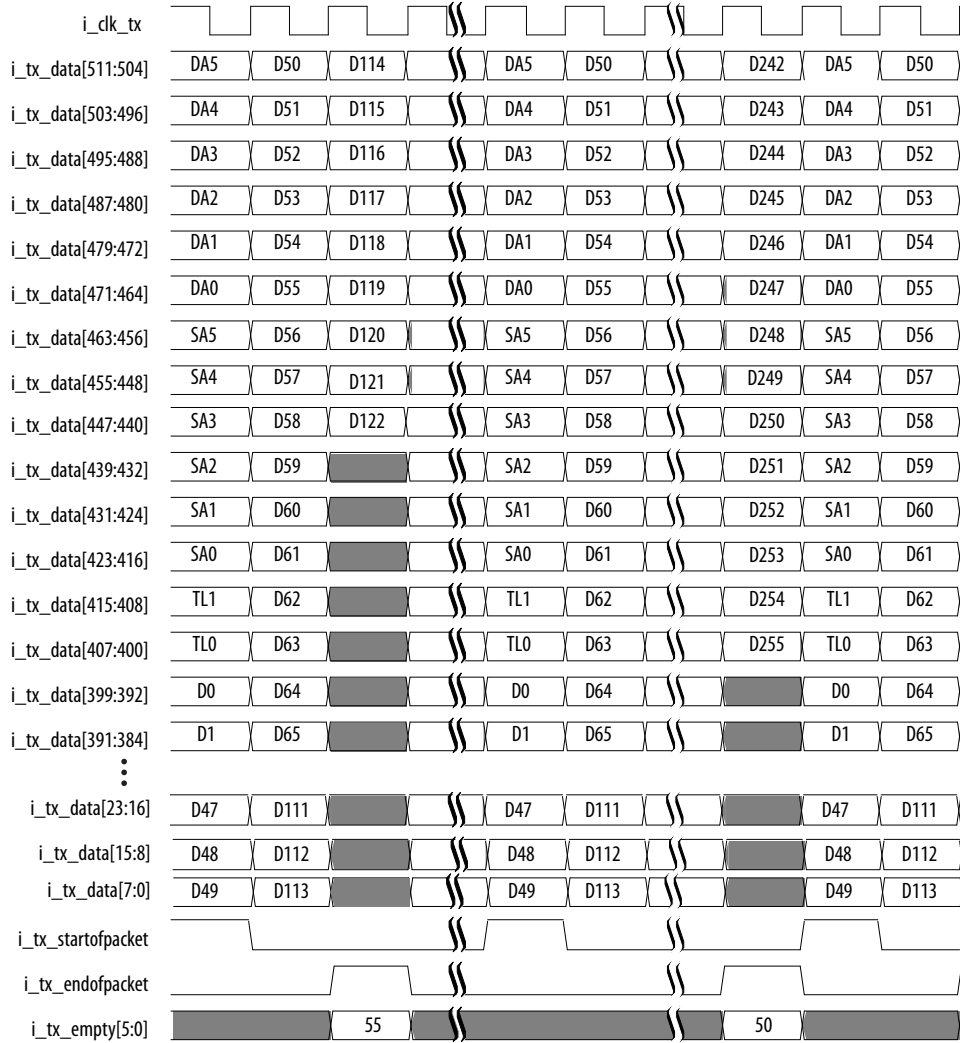 i_clk_tx
i_tx_data[511:504] DA5 D50 D114 DA5 D50 D242 DA5 D50
i_tx_data[503:496] DA4 D51 D115 DA4 D51 D243 DA4 D51
i_tx_data[495:488] DA3 D52 D116 DA3 D52 D244 DA3 D52
i_tx_data[487:480] DA2 D53 D117 DA2 D53 D245 DA2 D53
i_tx_data[479:472] DA1 D54 D118 DA1 D54 D246 DA1 D54
i_tx_data[471:464] DA0 D55 D119 DA0 D55 D247 DA0 D55
i_tx_data[463:456] SA5 D56 D120 SA5 D56 D248 SA5 D56
i_tx_data[455:448] SA4 D57 D121 SA4 D57 D249 SA4 D57
i_tx_data[447:440] SA3 D58 D122 SA3 D58 D250 SA3 D58
i_tx_data[439:432] SA2 D59 SA2 D59 D251 SA2 D59
i_tx_data[431:424] SA1 D60 SA1 D60 D252 SA1 D60
i_tx_data[423:416] SA0 D61 SA0 D61 D253 SA0 D61
i_tx_data[415:408] TL1 D62 TL1 D62 D254 TL1 D62
i_tx_data[407:400] TL0 D63 TL0 D63 D255 TL0 D63
i_tx_data[399:392] D0 D64 D0 D64 D0 D64
i_tx_data[391:384] D1 D65 D1 D65 D1 D65
i_tx_data[23:16] D47 D111 D47 D111 D47 D111
i_tx_data[15:8] D48 D112 D48 D112 D48 D112
i_tx_data[7:0] D49 D113 D49 D113 D49 D113
i_tx_startofpacket
i_tx_endofpacket
i_tx_empty[5:0] 55 50